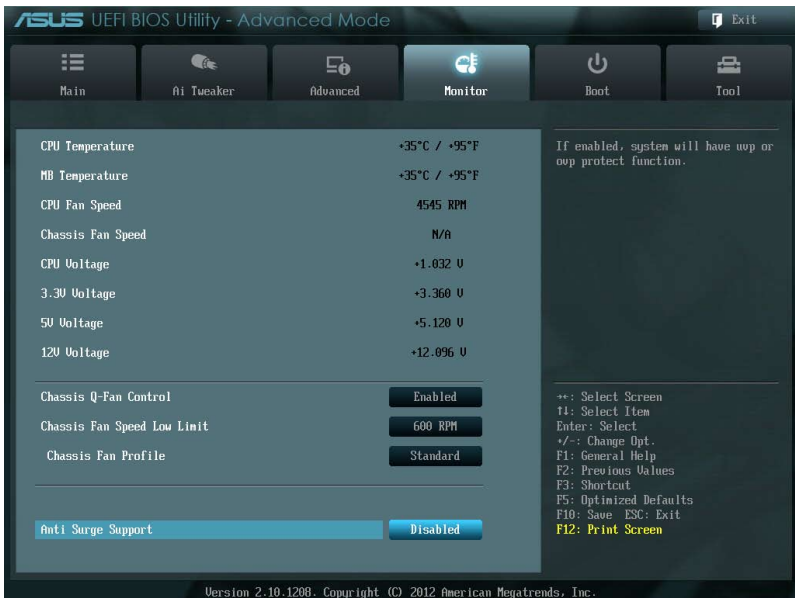 ASUS UEFI BIOS Utility - Advanced Mode
Exit
Main Ai Tweaker Advanced Monitor Boot Tool
CPU Temperature +35°C / +95°F
MB Temperature +35°C / +95°F
CPU Fan Speed 4545 RPM
Chassis Fan Speed N/A
CPU Voltage +1.032 V
3.3V Voltage +3.360 V
5V Voltage +5.120 V
12V Voltage +12.096 V
Chassis Q-Fan Control Enabled
Chassis Fan Speed Low Limit 600 RPM
Chassis Fan Profile Standard
Anti Surge Support Disabled
If enabled, system will have uvp or
ovp protect function.
→←: Select Screen
↑↓: Select Item
Enter: Select
+/-: Change Opt.
F1: General Help
F2: Previous Values
F3: Shortcut
F5: Optimized Defaults
F10: Save ESC: Exit
F12: Print Screen
Version 2.10.1208. Copyright (C) 2012 American Megatrends, Inc.